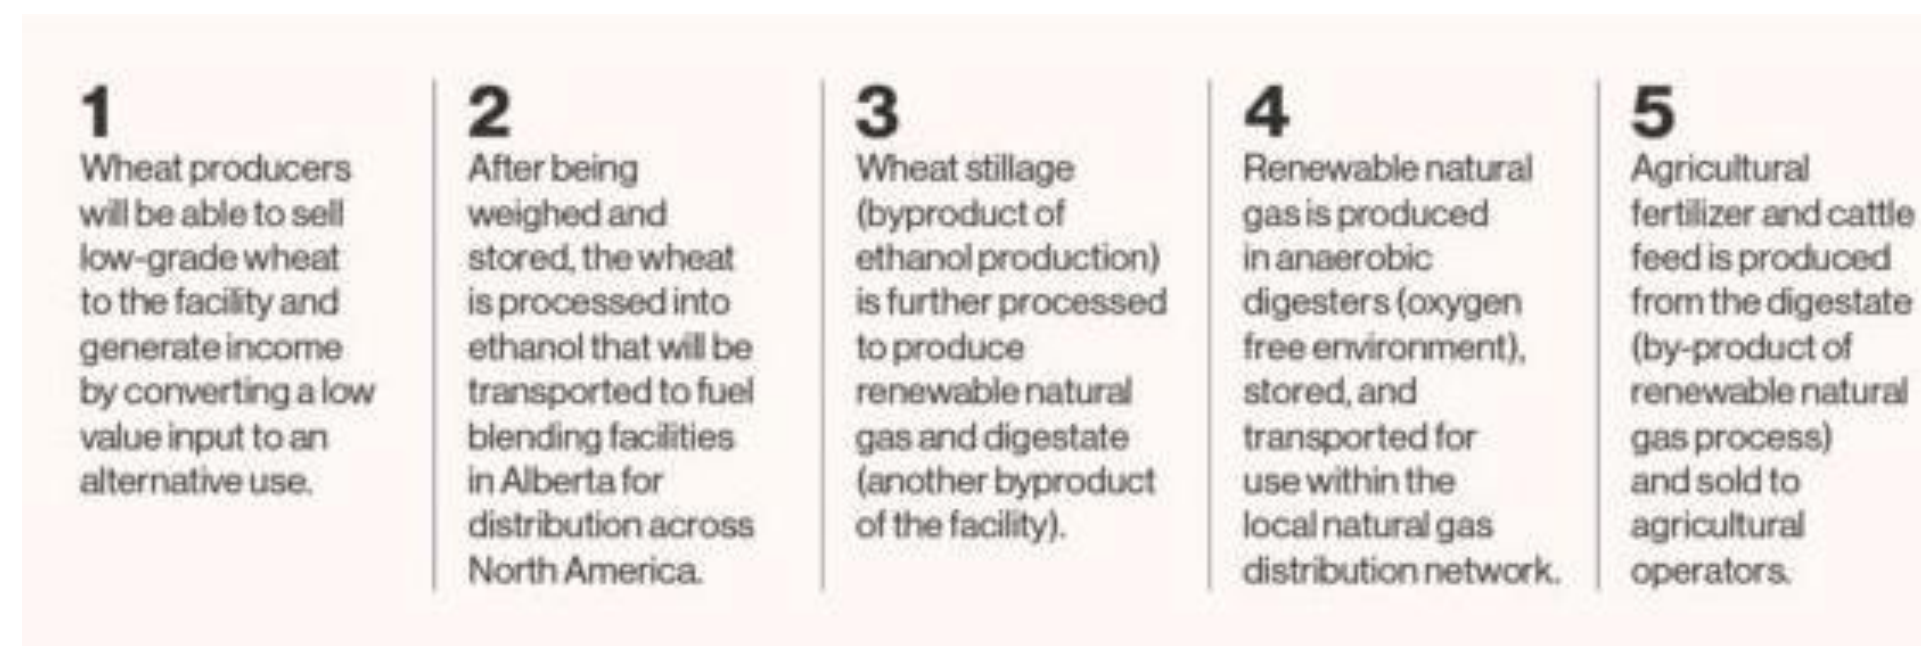 1
Wheat producers
will be able to sell
low-grade wheat
to the facility and
generate income
by converting a low
value input to an
alternative use.
2
After being
weighed and
stored, the wheat
is processed into
ethanol that will be
transported to fuel
blending facilities
in Alberta for
distribution across
North America.
3
Wheat stillage
(byproduct of
ethanol production)
is further processed
to produce
renewable natural
gas and digestate
(another byproduct
of the facility).
4
Renewable natural
gas is produced
in anaerobic
digesters (oxygen
free environment),
stored, and
transported for
use within the
local natural gas
distribution network.
5
Agricultural
fertilizer and cattle
feed is produced
from the digestate
(by-product of
renewable natural
gas process)
and sold to
agricultural
operators.